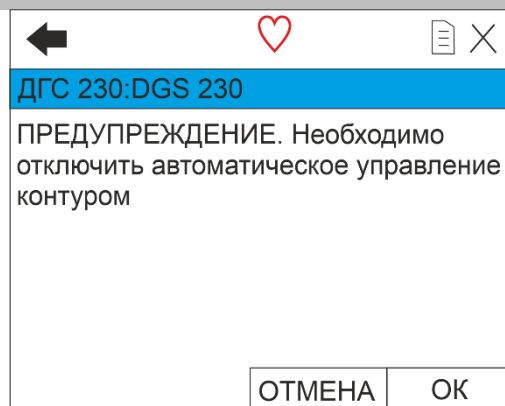 ДГС 230:DGS 230
ПРЕДУПРЕЖДЕНИЕ. Необходимо
отключить автоматическое управление
контуром
ОТМЕНА
ОК